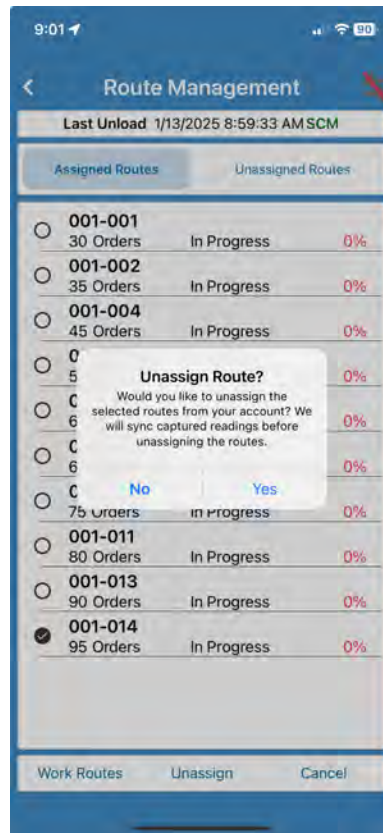 9:01
90
Route Management
Last Unload 1/13/2025 8:59:33 AM SCM
Assigned Routes Unassigned Routes
001-001
30 Orders In Progress 0%
001-002
35 Orders In Progress 0%
001-004
45 Orders In Progress 0%
0%
0%
0%
Unassign Route?
Would you like to unassign the
selected routes from your account? We
will sync captured readings before
unassigning the routes.
No Yes
75 Orders In Progress 0%
001-011
80 Orders In Progress 0%
001-013
90 Orders In Progress 0%
001-014
95 Orders In Progress 0%
Work Routes Unassign Cancel